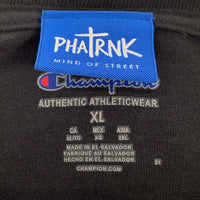 PHATRNK
MIND OF STREET
Champion
AUTHENTIC ATHLETICWEAR
XL
CA. MEX. ASIA
XL/TG XG 2XL
MADE IN EL SALVADOR
FABRIQUÉ AU SALVADOR
HECHO EN EL SALVADOR
CHAMPION.COM